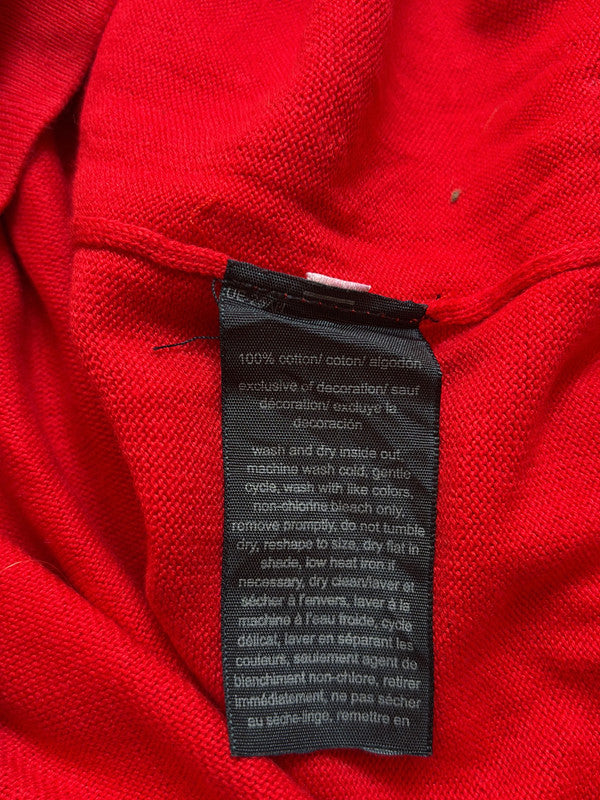 100% cotton/ coton/ algodón
exclusive of decoration/ sauf
décoration/ excluye la
decoración
wash and dry inside out,
machine wash cold, gentle
cycle, wash with like colors,
non-chlorine bleach only,
remove promptly, do not tumble
dry, reshape to size, dry flat in
shade, low heat iron if
necessary, dry clean/laver et
sécher à l'envers, laver à la
machine à l'eau froide, cycle
délicat, laver en séparant les
couleurs, seulement agent de
blanchiment non-chlore, retirer
immédiatement, ne pas sécher
au sèche-linge, remettre en